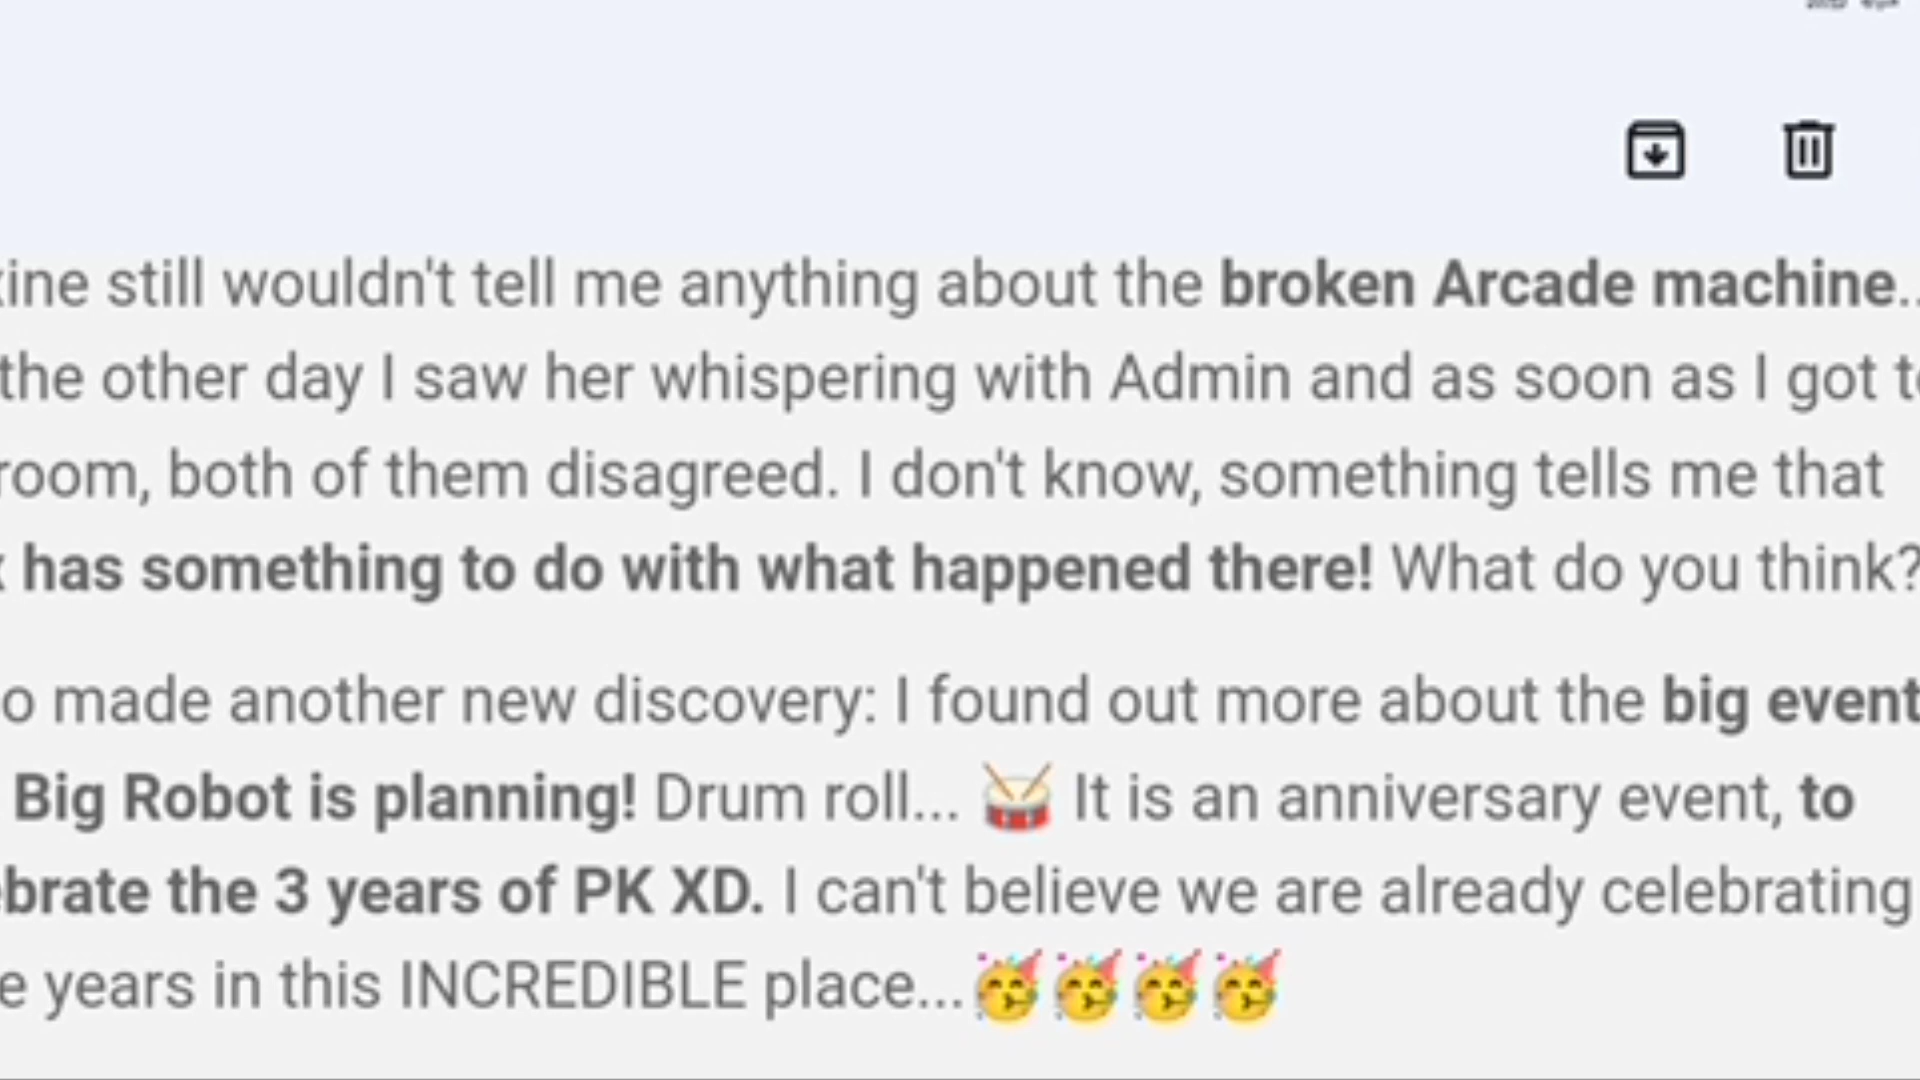 still wouldn't tell me anything about the broken Arcade machine..
the other day I saw her whispering with Admin and as soon as I got
room, both of them disagreed. I don't know, something tells me that
has something to do with what happened there! What do you think?
made another new discovery: I found out more about the big event
Big Robot is planning! Drum roll... 🥁 It is an anniversary event, to
the 3 years of PK XD. I can't believe we are already celebrating
years in this INCREDIBLE place...🥳🥳🥳🥳